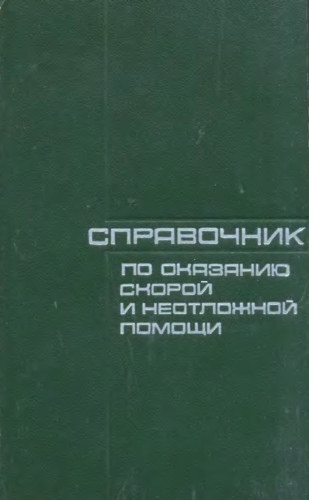 СПРАВОЧНИК
ПО ОКАЗАНИЮ
СКОРОЙ
И НЕОТЛОЖНОЙ
ПОМОЩИ